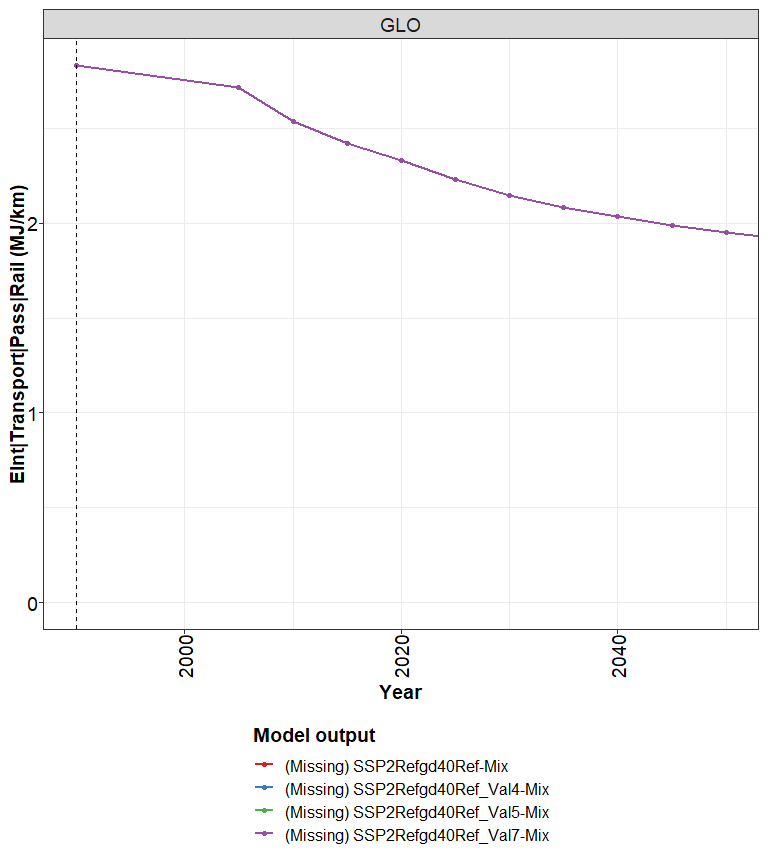 GLO
EInt|Transport|Pass|Rail (MJ/km)
2
1
0
2000
2020
2040
Year
Model output
(Missing) SSP2Refgd40Ref-Mix
(Missing) SSP2Refgd40Ref_Val4-Mix
(Missing) SSP2Refgd40Ref_Val5-Mix
(Missing) SSP2Refgd40Ref_Val7-Mix